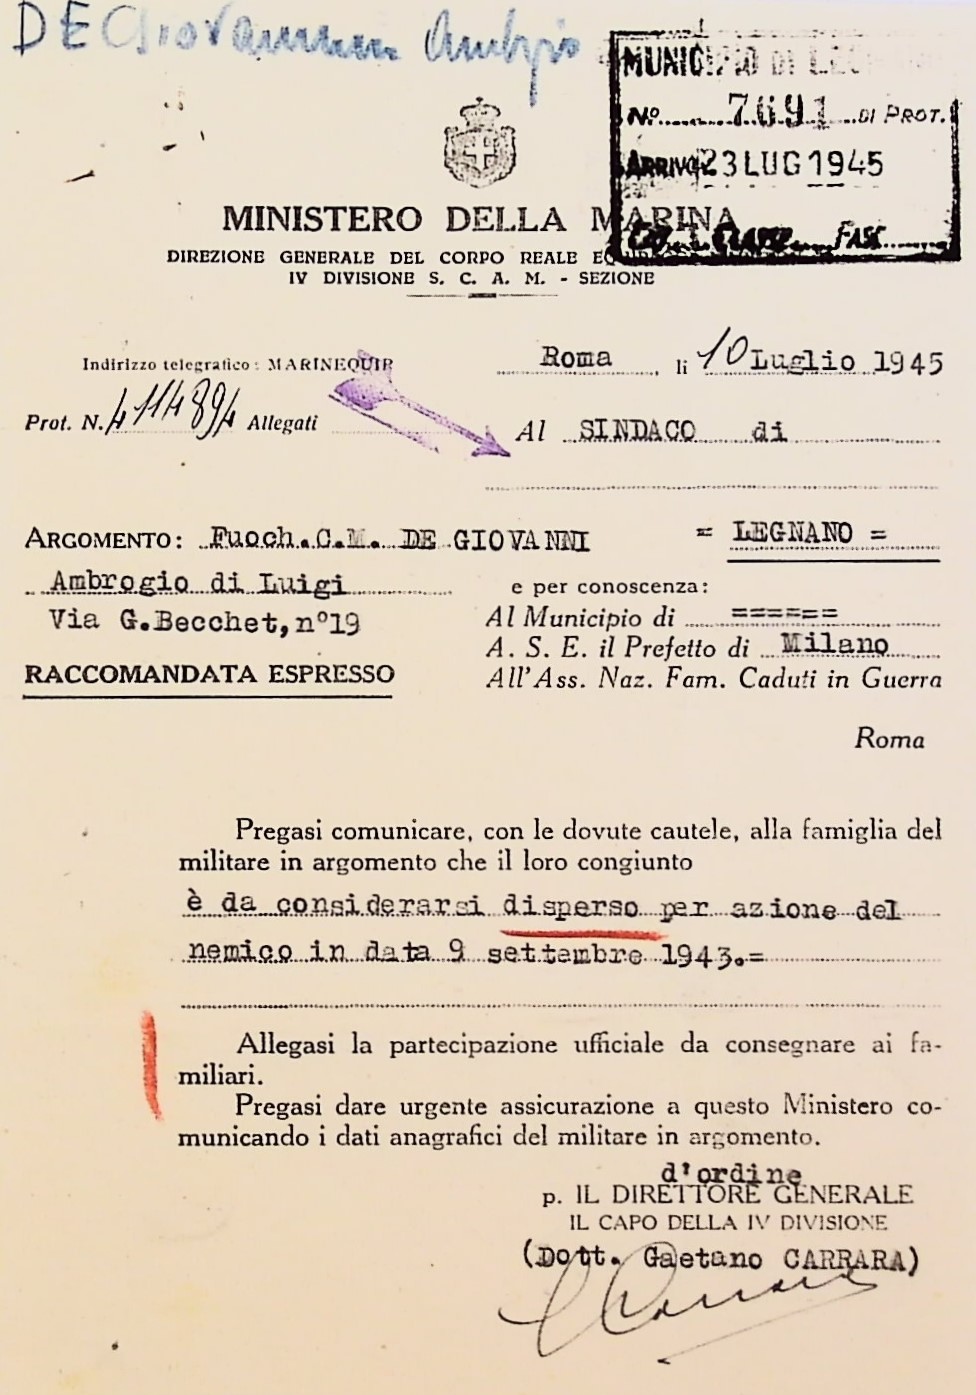 DE Giovanni Ambrogio
MUNICIPIO DI LEGNANO
Nº 7691 DI PROT.
ARRIVO 23 LUG 1945
CLASSE FASC.
MINISTERO DELLA MARINA
DIREZIONE GENERALE DEL CORPO REALE
IV DIVISIONE S. C. A. M. - SEZIONE
Indirizzo telegrafico: MARINEQUIP
Roma, li 10 Luglio 1945
Prot. N. 4114894 Allegati
Al SINDACO di
ARGOMENTO: Fuoch.C.M. DE GIOVANNI
= LEGNANO =
Ambrogio di Luigi
Via G.Becchet,n°19
RACCOMANDATA ESPRESSO
e per conoscenza:
Al Municipio di ======
A. S. E. il Prefetto di Milano
All'Ass. Naz. Fam. Caduti in Guerra
Roma
Pregasi comunicare, con le dovute cautele, alla famiglia del
militare in argomento che il loro congiunto
è da considerarsi disperso per azione del
nemico in data 9 settembre 1943.=
Allegasi la partecipazione ufficiale da consegnare ai fa-
miliari.
Pregasi dare urgente assicurazione a questo Ministero co-
municando i dati anagrafici del militare in argomento.
d'ordine
p. IL DIRETTORE GENERALE
IL CAPO DELLA IV DIVISIONE
(Dott. Gaetano CARRARA)